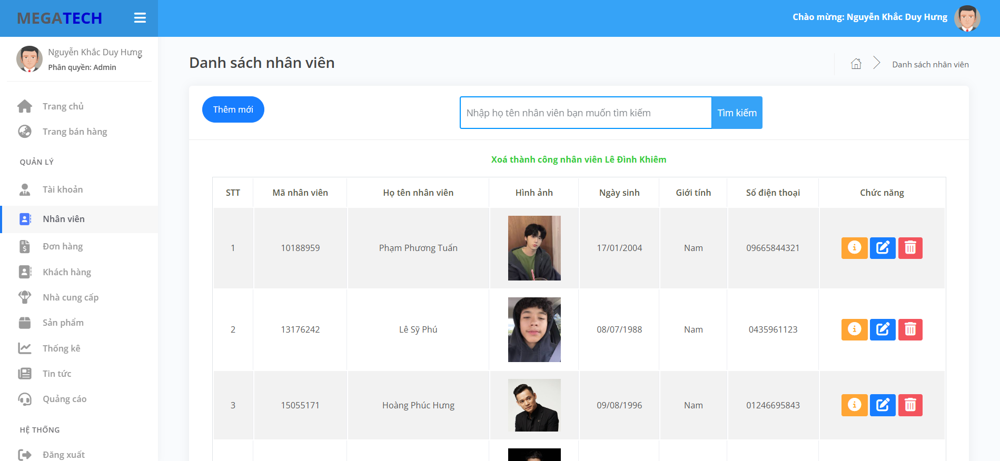 MEGATECH
Chào mừng: Nguyễn Khắc Duy Hưng
Nguyễn Khắc Duy Hưng
Phân quyền: Admin
Trang chủ
Trang bán hàng
QUẢN LÝ
Tài khoản
Nhân viên
Đơn hàng
Khách hàng
Nhà cung cấp
Sản phẩm
Thống kê
Tin tức
Quảng cáo
HỆ THỐNG
Đăng xuất
Danh sách nhân viên
Danh sách nhân viên
Thêm mới
Nhập họ tên nhân viên bạn muốn tìm kiếm
Tìm kiếm
Xoá thành công nhân viên Lê Đình Khiêm
STT Mã nhân viên Họ tên nhân viên Hình ảnh Ngày sinh Giới tính Số điện thoại Chức năng
1 10188959 Phạm Phương Tuấn 17/01/2004 Nam 09665844321
2 13176242 Lê Sỹ Phú 08/07/1988 Nam 0435961123
3 15055171 Hoàng Phúc Hưng 09/08/1996 Nam 01246695843